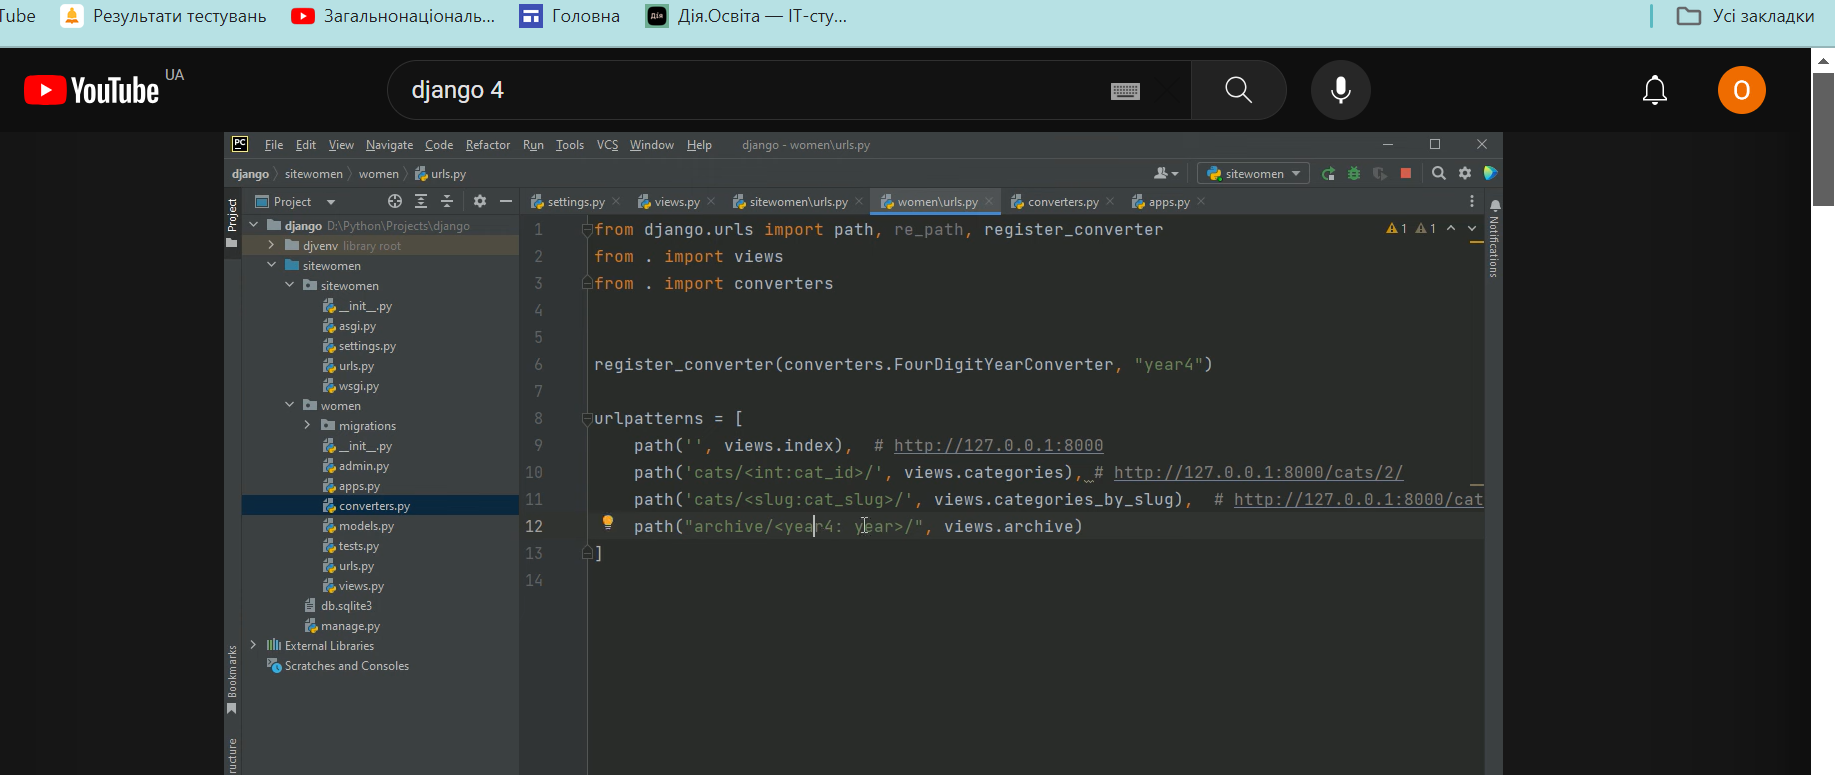 Tube Результати тестувань Загальнонаціональ... Головна Дія.Освіта — ІТ-сту... Усі закладки
YouTube UA django 4 O
PC File Edit View Navigate Code Refactor Run Tools VCS Window Help django - women\urls.py
django sitewomen women urls.py sitewomen
Project settings.py views.py sitewomen\urls.py women\urls.py converters.py apps.py
Project
Notifications
Bookmarks
ructure
django D:\Python\Projects\django
djvenv library root
sitewomen
sitewomen
__init__.py
asgi.py
settings.py
urls.py
wsgi.py
women
migrations
__init__.py
admin.py
apps.py
converters.py
models.py
tests.py
urls.py
views.py
db.sqlite3
manage.py
External Libraries
Scratches and Consoles
1 from django.urls import path, re_path, register_converter 1 1
2 from . import views
3 from . import converters
4
5
6 register_converter(converters.FourDigitYearConverter, "year4")
7
8 urlpatterns = [
9 path('', views.index), # http://127.0.0.1:8000
10 path('cats/<int:cat_id>/', views.categories), # http://127.0.0.1:8000/cats/2/
11 path('cats/<slug:cat_slug>/', views.categories_by_slug), # http://127.0.0.1:8000/cat
12 path("archive/<year4: year>/", views.archive)
13 ]
14